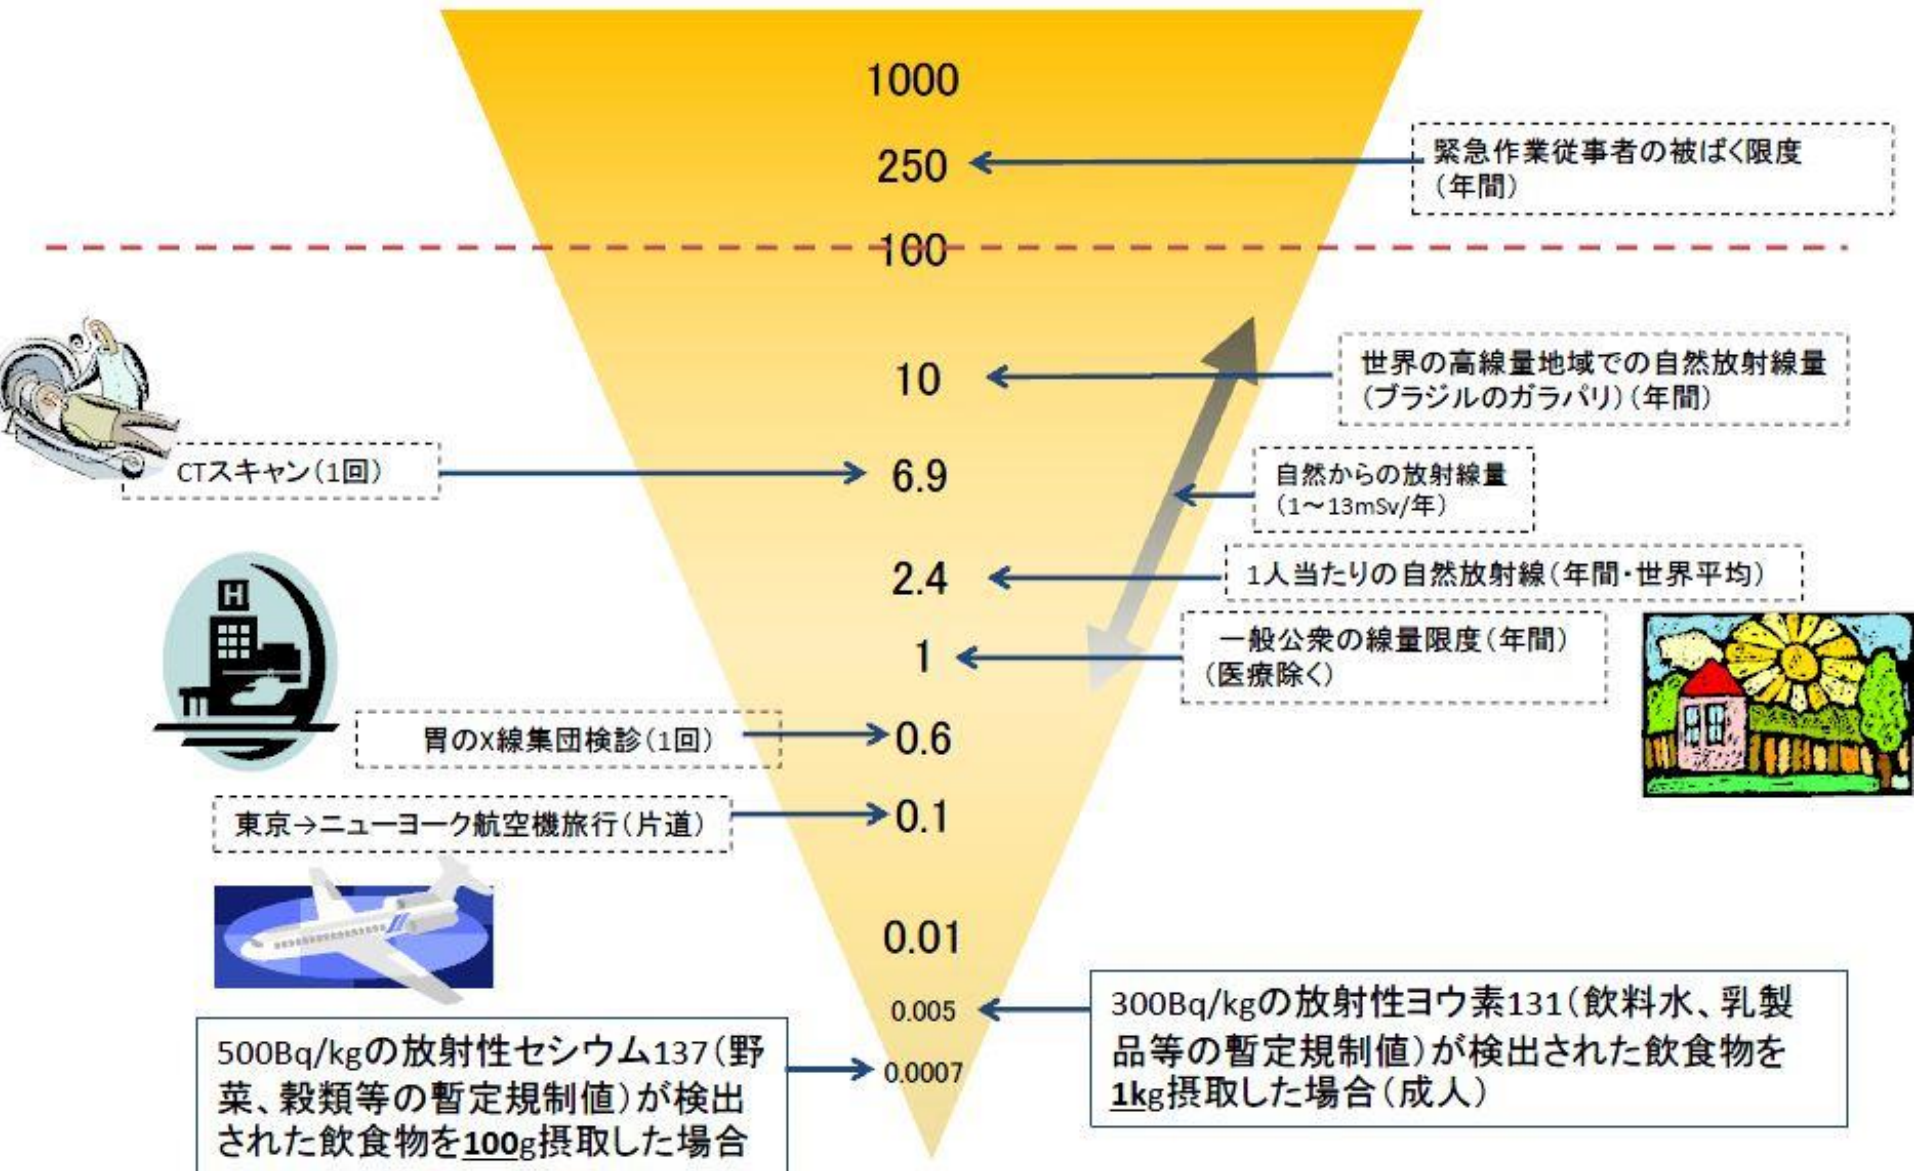 1000
250
緊急作業従事者の被ばく限度
(年間)
100
10
世界の高線量地域での自然放射線量
(ブラジルのガラパリ)(年間)
CTスキャン(1回)
6.9
自然からの放射線量
(1～13mSv/年)
2.4
1人当たりの自然放射線(年間・世界平均)
H
1
一般公衆の線量限度(年間)
(医療除く)
胃のX線集団検診(1回)
0.6
東京→ニューヨーク航空機旅行(片道)
0.1
0.01
0.005
300Bq/kgの放射性ヨウ素131(飲料水、乳製
品等の暫定規制値)が検出された飲食物を
1kg摂取した場合(成人)
500Bq/kgの放射性セシウム137(野
菜、穀類等の暫定規制値)が検出
された飲食物を100g摂取した場合
0.0007